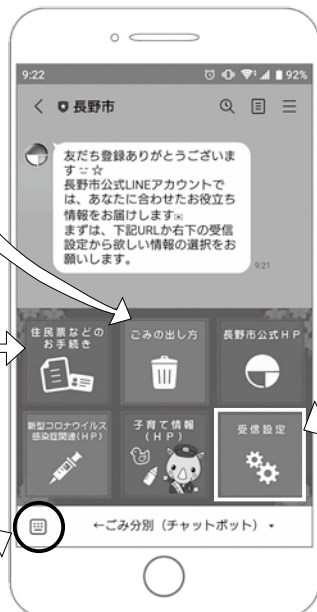 9:22
92%
長野市
友だち登録ありがとうございま
す
長野市公式LINEアカウントで
は、あなたに合わせたお役立ち
情報をお届けします
まずは、下記URLか右下の受信
設定から欲しい情報の選択をお
願いします。
9:21
住民票などの
お手続き
ごみの出し方
長野市公式HP
新型コロナウイルス
感染症関連(HP)
子育て情報
(HP)
受信設定
←ごみ分別（チャットボット）